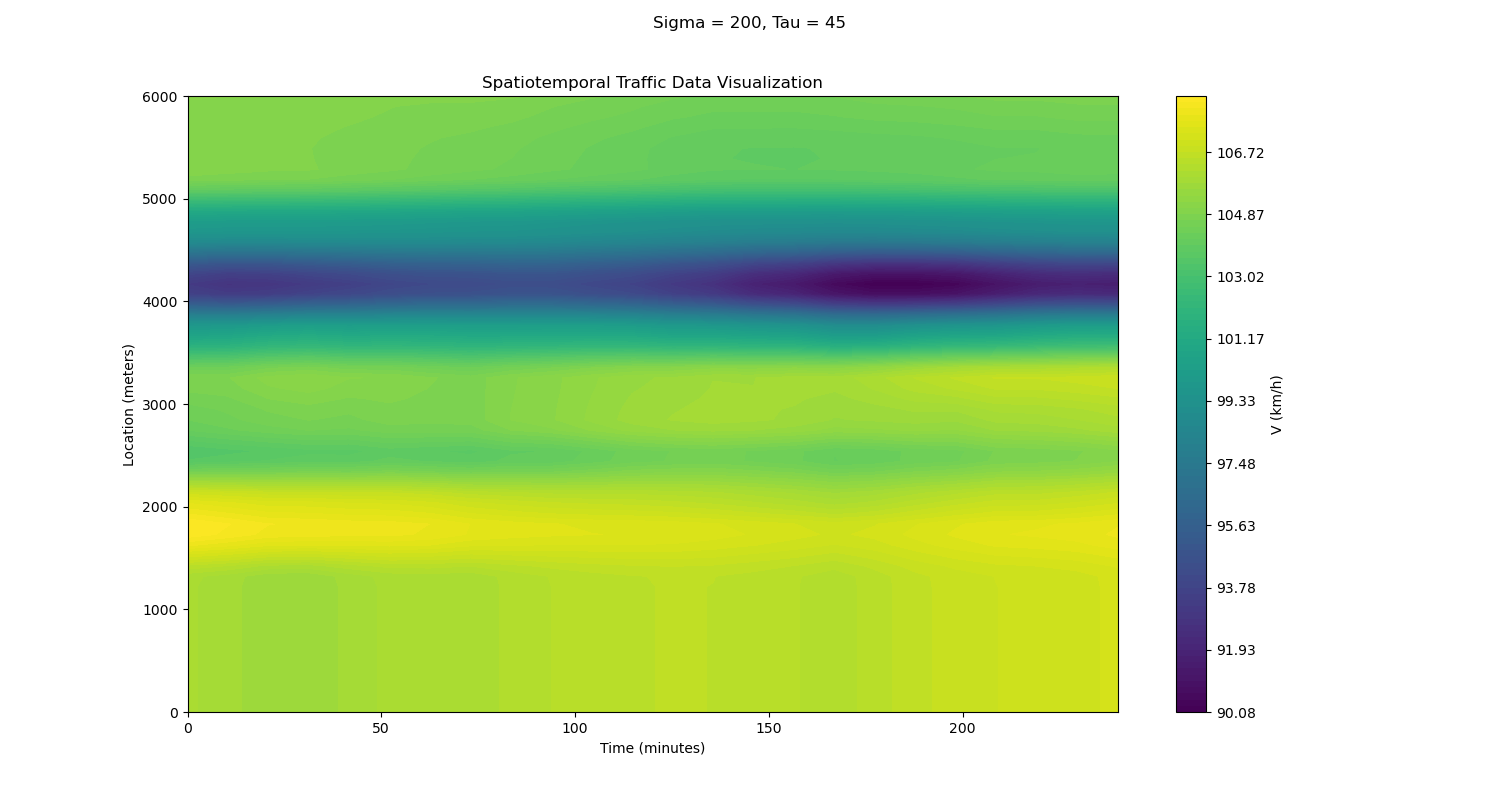 Sigma = 200, Tau = 45
Spatiotemporal Traffic Data Visualization
6000
5000
4000
3000
2000
1000
0
Location (meters)
0 50 100 150 200
Time (minutes)
106.72
104.87
103.02
101.17
99.33
97.48
95.63
93.78
91.93
90.08
V (km/h)